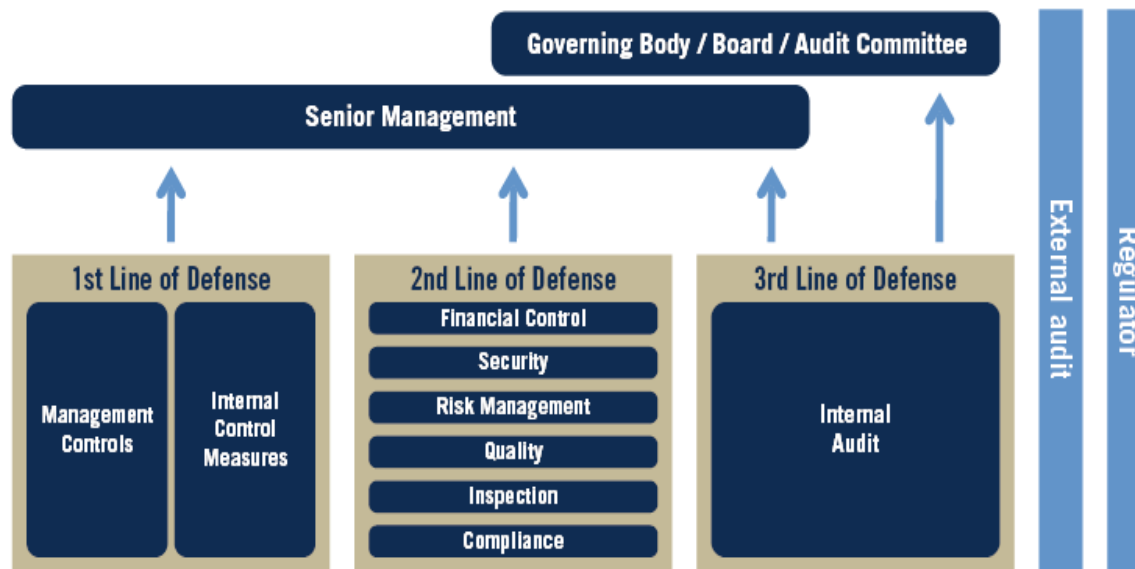 Governing Body / Board / Audit Committee
Senior Management
1st Line of Defense
Management
Controls
Internal
Control
Measures
2nd Line of Defense
Financial Control
Security
Risk Management
Quality
Inspection
Compliance
3rd Line of Defense
Internal
Audit
External audit
Regulator